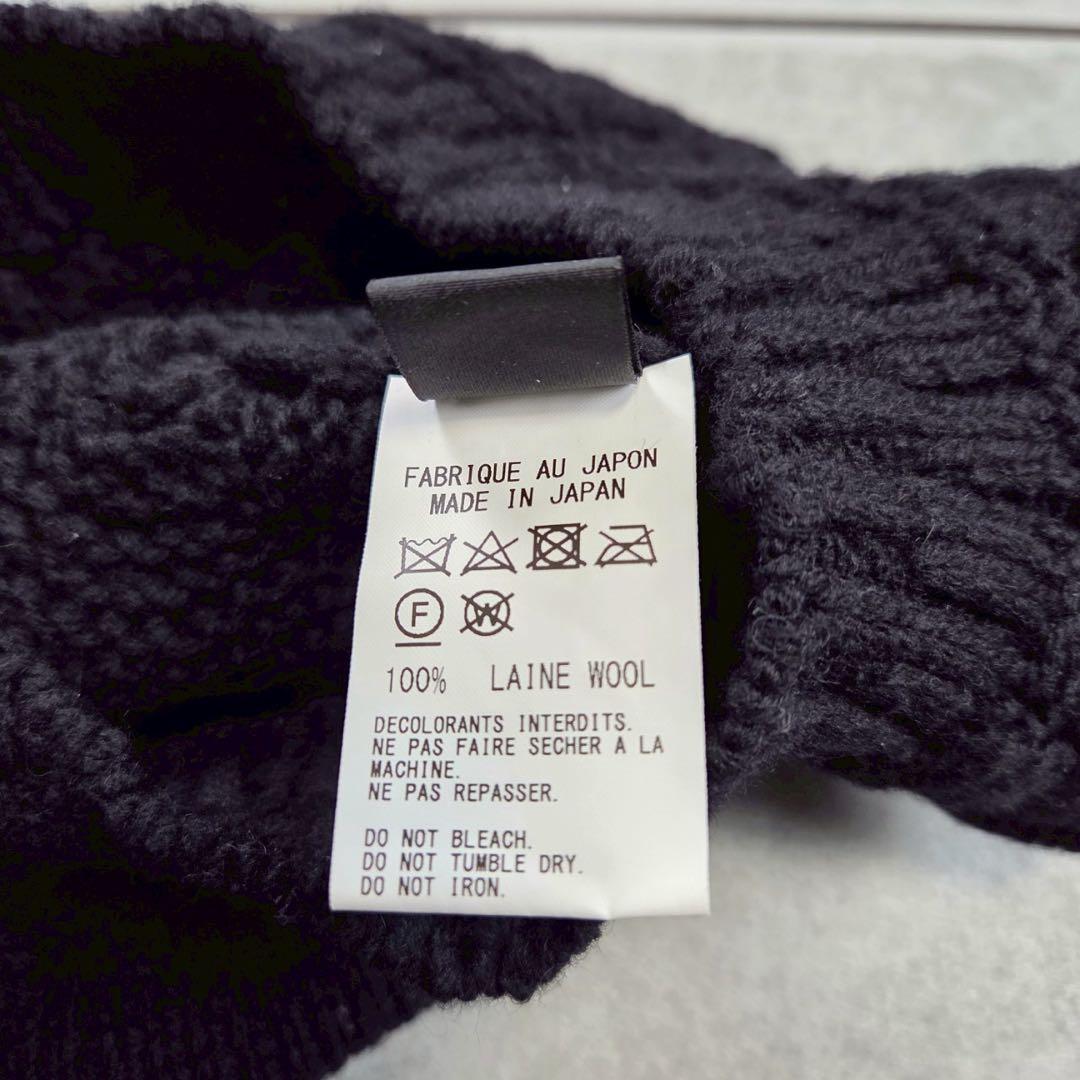 FABRIQUE AU JAPON
MADE IN JAPAN
F W
100% LAINE WOOL
DECOLORANTS INTERDITS.
NE PAS FAIRE SECHER A LA
MACHINE.
NE PAS REPASSER.
DO NOT BLEACH.
DO NOT TUMBLE DRY.
DO NOT IRON.